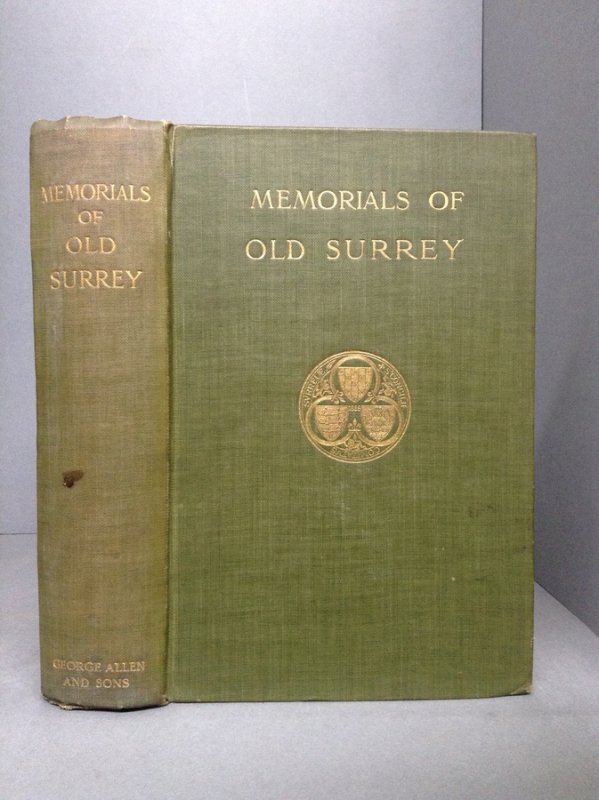 MEMORIALS
OF
OLD
SURREY
GEORGE ALLEN
AND SONS
MEMORIALS OF
OLD SURREY